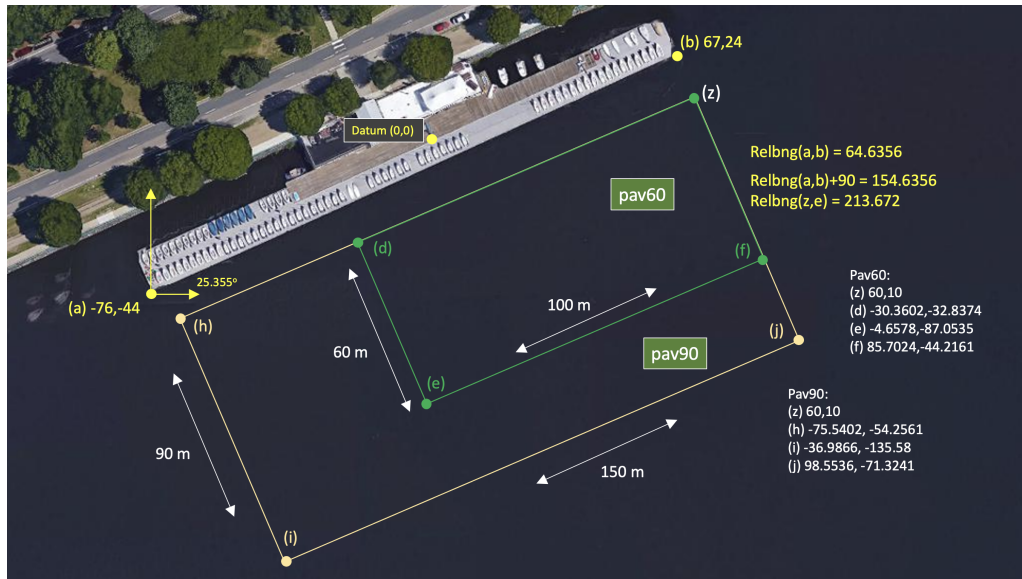 (b) 67,24
(z)
Datum (0,0)
Relbng(a,b) = 64.6356
Relbng(a,b)+90 = 154.6356
Relbng(z,e) = 213.672
pav60
(d)
(f)
25.355º
(a) -76,-44
(h)
100 m
60 m
(j)
pav90
(e)
Pav60:
(z) 60,10
(d) -30.3602,-32.8374
(e) -4.6578,-87.0535
(f) 85.7024,-44.2161
Pav90:
(z) 60,10
(h) -75.5402, -54.2561
(i) -36.9866, -135.58
(j) 98.5536, -71.3241
90 m
150 m
(i)